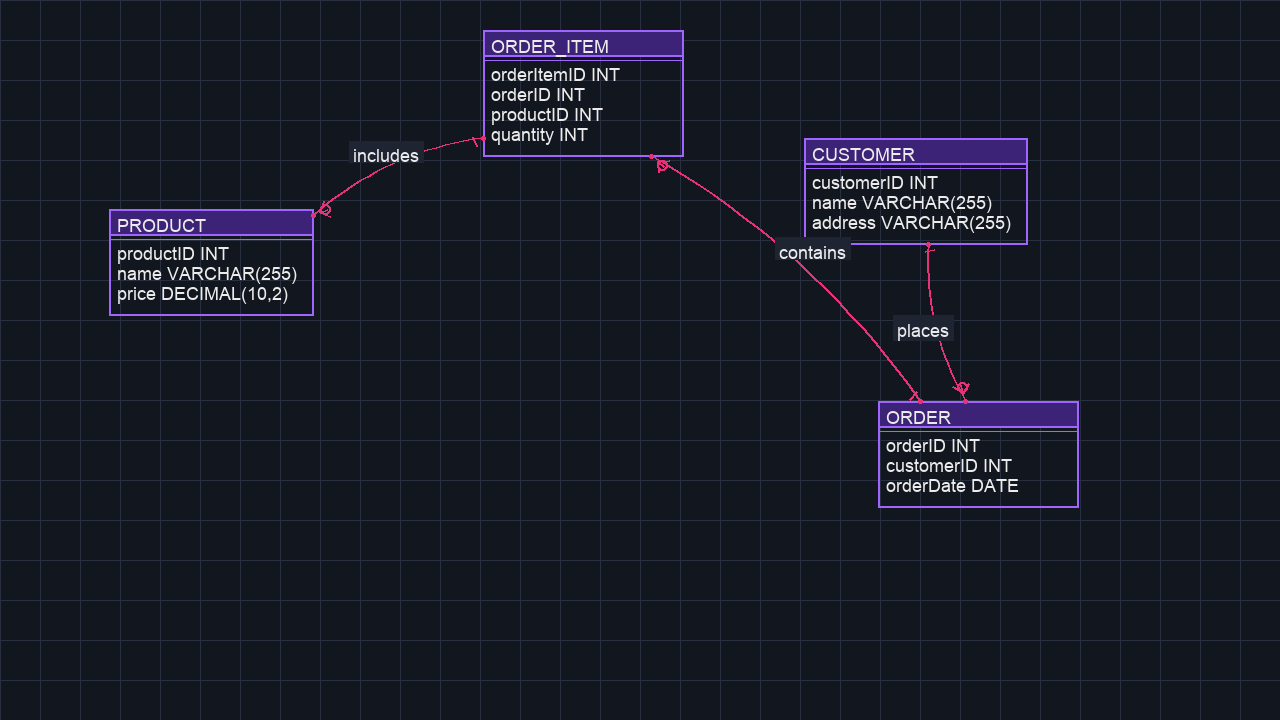 ORDER_ITEM
orderItemID INT
orderID INT
productID INT
quantity INT
includes
PRODUCT
productID INT
name VARCHAR(255)
price DECIMAL(10,2)
CUSTOMER
customerID INT
name VARCHAR(255)
address VARCHAR(255)
contains
places
ORDER
orderID INT
customerID INT
orderDate DATE